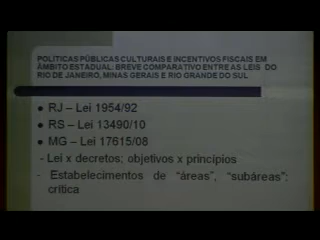 POLÍTICAS PÚBLICAS CULTURAIS E INCENTIVOS FISCAIS EM
ÂMBITO ESTADUAL: BREVE COMPARATIVO ENTRE AS LEIS DO
RIO DE JANEIRO, MINAS GERAIS E RIO GRANDE DO SUL
● RJ – Lei 1954/92
● RS – Lei 13490/10
● MG – Lei 17615/08
- Lei x decretos; objetivos x princípios
- Estabelecimentos de “áreas”, “subáreas”:
crítica